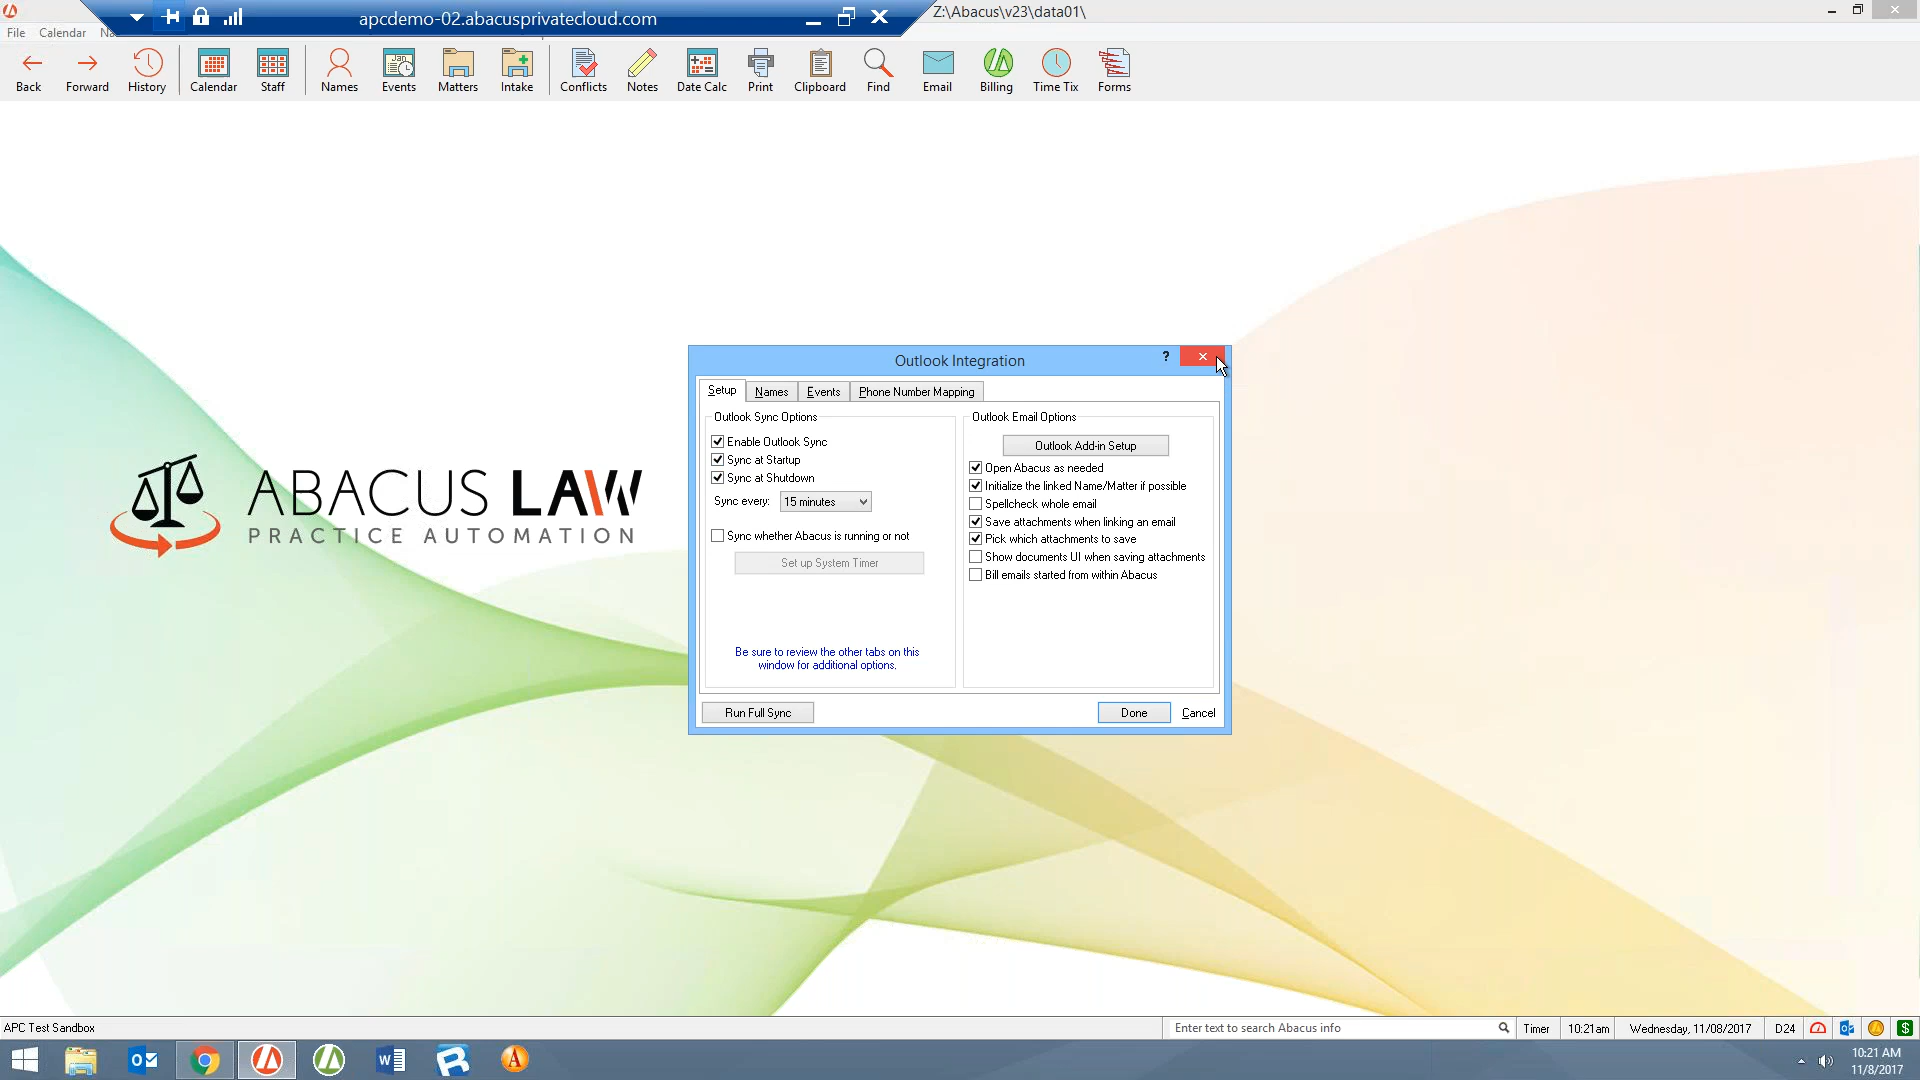 apcdemo-02.abacusprivatecloud.com
Z:\Abacus\v23\data01\
File Calendar
Back Forward History Calendar Staff Names Events Matters Intake Conflicts Notes Date Calc Print Clipboard Find Email Billing Time Tix Forms
Jan
ABACUS LAW
PRACTICE AUTOMATION
Outlook Integration
?
Setup Names Events Phone Number Mapping
Outlook Sync Options
Enable Outlook Sync
Sync at Startup
Sync at Shutdown
Sync every: 15 minutes
Sync whether Abacus is running or not
Set up System Timer
Be sure to review the other tabs on this
window for additional options.
Outlook Email Options
Outlook Add-in Setup
Open Abacus as needed
Initialize the linked Name/Matter if possible
Spellcheck whole email
Save attachments when linking an email
Pick which attachments to save
Show documents UI when saving attachments
Bill emails started from within Abacus
Run Full Sync Done Cancel
APC Test Sandbox Enter text to search Abacus info Timer 10:21am Wednesday, 11/08/2017 D24
10:21 AM
11/8/2017